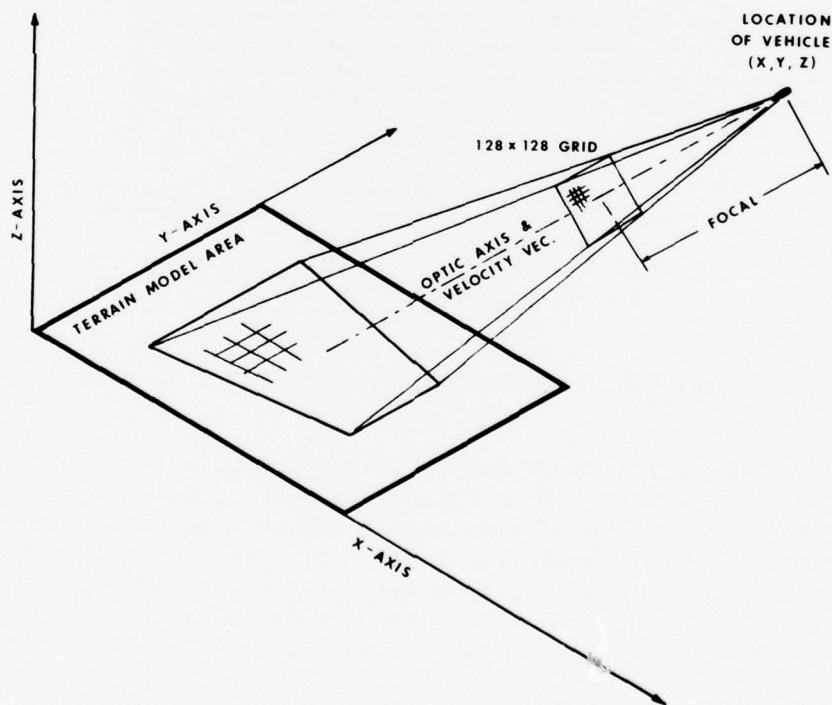 LOCATION
OF VEHICLE
(X,Y,Z)
128 x 128 GRID
Z-AXIS
Y-AXIS
FOCAL
TERRAIN MODEL AREA
OPTIC AXIS &
VELOCITY VEC.
X-AXIS